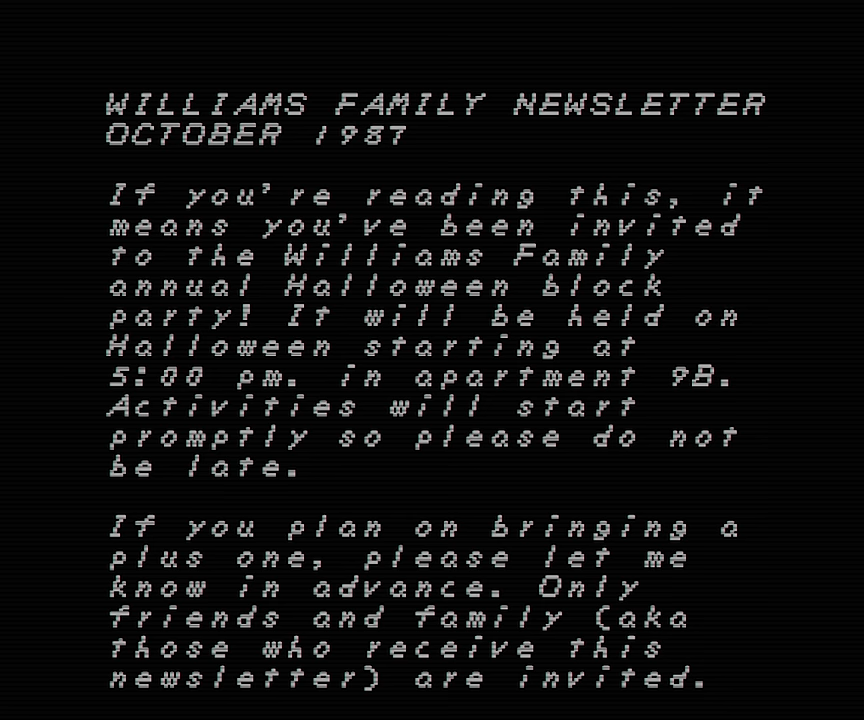 WILLIAMS FAMILY NEWSLETTER
OCTOBER 1987
If you're reading this, it
means you've been invited
to the Williams Family
annual Halloween block
party! It will be held on
Halloween starting at
5:00 pm. in apartment 9B.
Activities will start
promptly so please do not
be late.
If you plan on bringing a
plus one, please let me
know in advance. Only
friends and family (aka
those who receive this
newsletter) are invited.